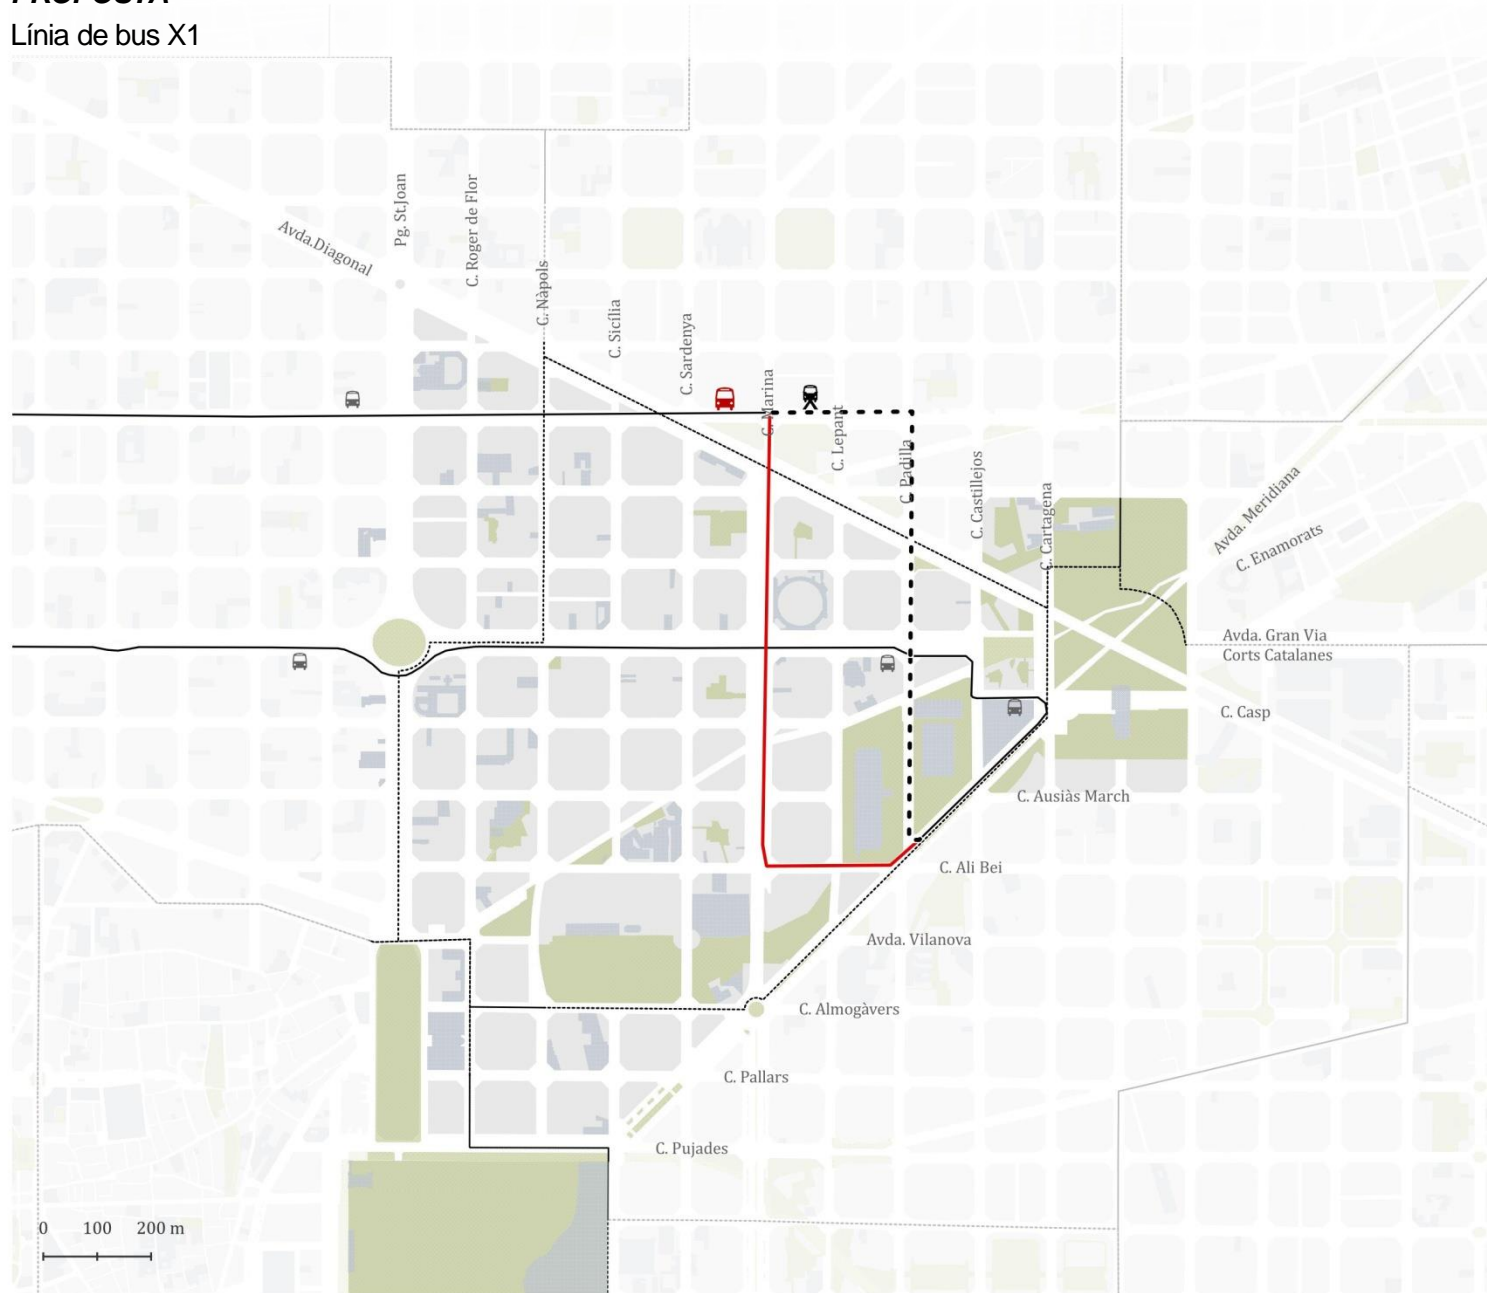 PROPOSTA
Línia de bus X1
Pg. St.Joan
C. Roger de Flor
Avda.Diagonal
C. Nàpols
C. Sicília
C. Sardenya
C. Marina
C. Lepant
C. Padilla
C. Castillejos
C. Cartagena
Avda. Meridiana
C. Enamorats
Avda. Gran Via
Corts Catalanes
C. Casp
C. Ausiàs March
C. Ali Bei
Avda. Vilanova
C. Almogàvers
C. Pallars
C. Pujades
0 100 200 m